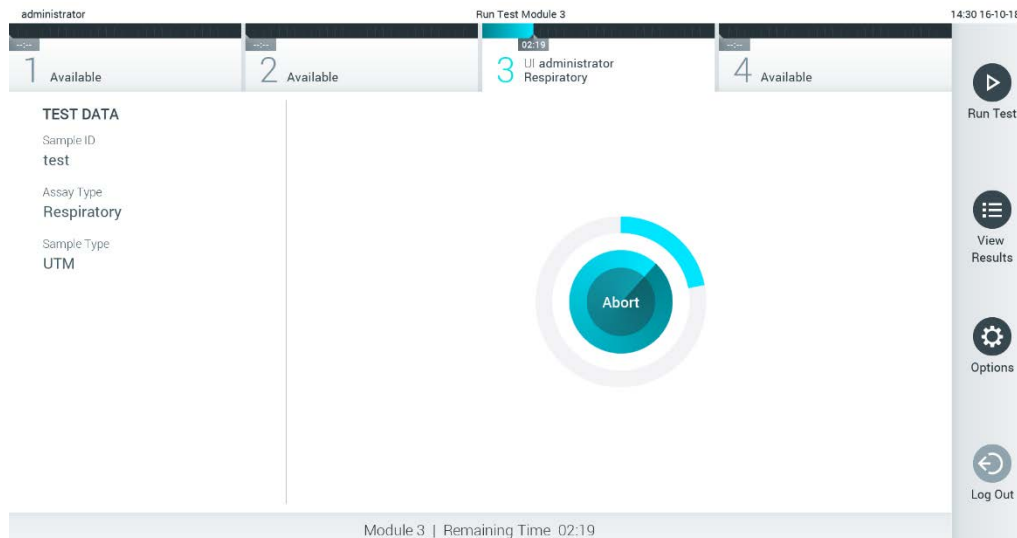 administrator
Run Test Module 3
14:30 16-10-18
--:--
1 Available
--:--
2 Available
02:19
3 UI administrator
Respiratory
--:--
4 Available
TEST DATA
Sample ID
test
Assay Type
Respiratory
Sample Type
UTM
Abort
Run Test
View
Results
Options
Log Out
Module 3 | Remaining Time 02:19